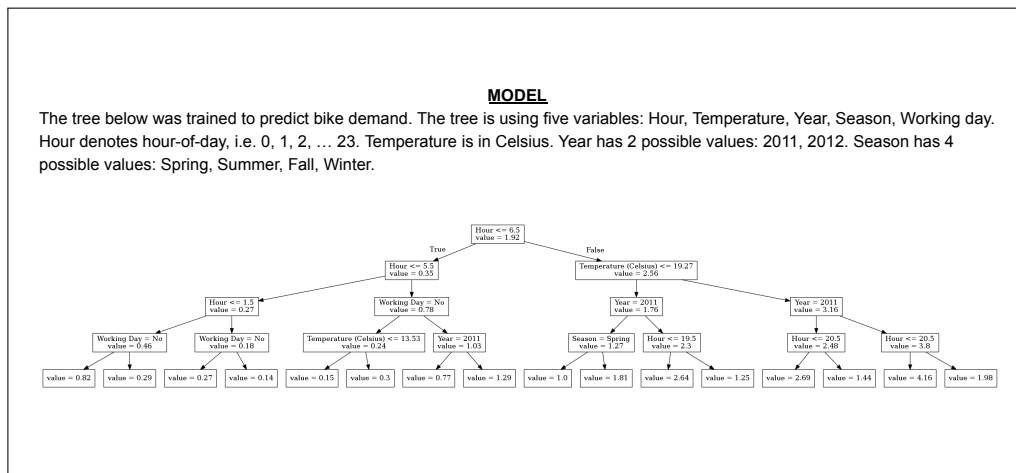 MODEL
The tree below was trained to predict bike demand. The tree is using five variables: Hour, Temperature, Year, Season, Working day.
Hour denotes hour-of-day, i.e. 0, 1, 2, … 23. Temperature is in Celsius. Year has 2 possible values: 2011, 2012. Season has 4
possible values: Spring, Summer, Fall, Winter.
Hour <= 6.5
value = 1.92
True
False
Hour <= 5.5
value = 0.35
Temperature (Celsius) <= 19.27
value = 2.56
Hour <= 1.5
value = 0.27
Working Day = No
value = 0.78
Year = 2011
value = 1.76
Year = 2011
value = 3.16
Working Day = No
value = 0.46
Working Day = No
value = 0.18
Temperature (Celsius) <= 13.53
value = 0.24
Year = 2011
value = 1.03
Season = Spring
value = 1.27
Hour <= 19.5
value = 2.3
Hour <= 20.5
value = 2.48
Hour <= 20.5
value = 3.8
value = 0.82
value = 0.29
value = 0.27
value = 0.14
value = 0.15
value = 0.3
value = 0.77
value = 1.29
value = 1.0
value = 1.81
value = 2.64
value = 1.25
value = 2.69
value = 1.44
value = 4.16
value = 1.98